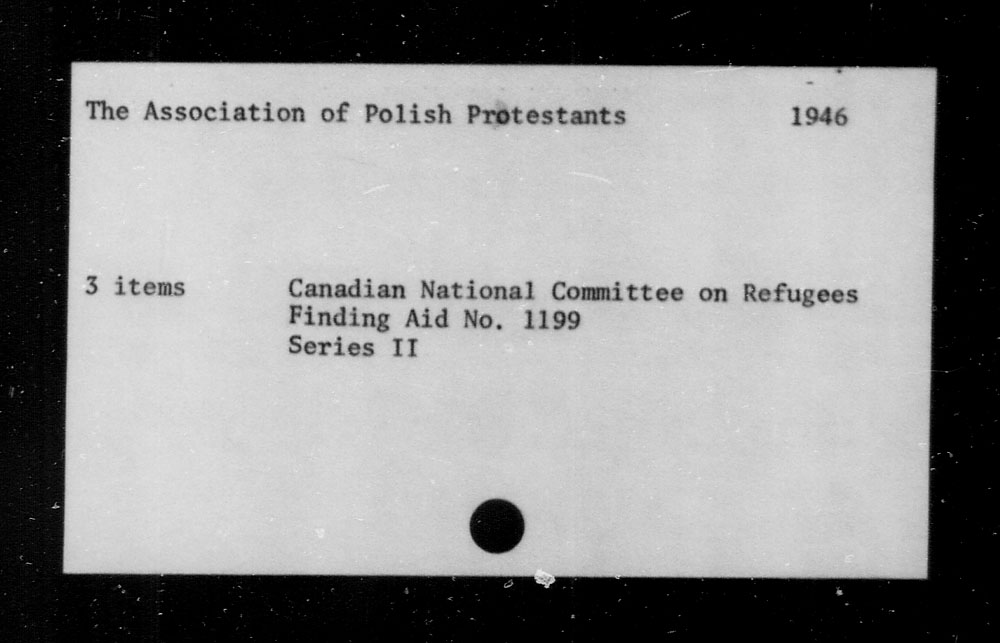 The Association of Polish Protestants 1946
3 items Canadian National Committee on Refugees
Finding Aid No. 1199
Series II